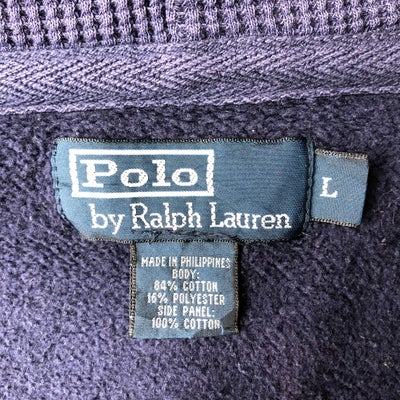 Polo
by Ralph Lauren
L
MADE IN PHILIPPINES
BODY:
84% COTTON
16% POLYESTER
SIDE PANEL:
100% COTTON